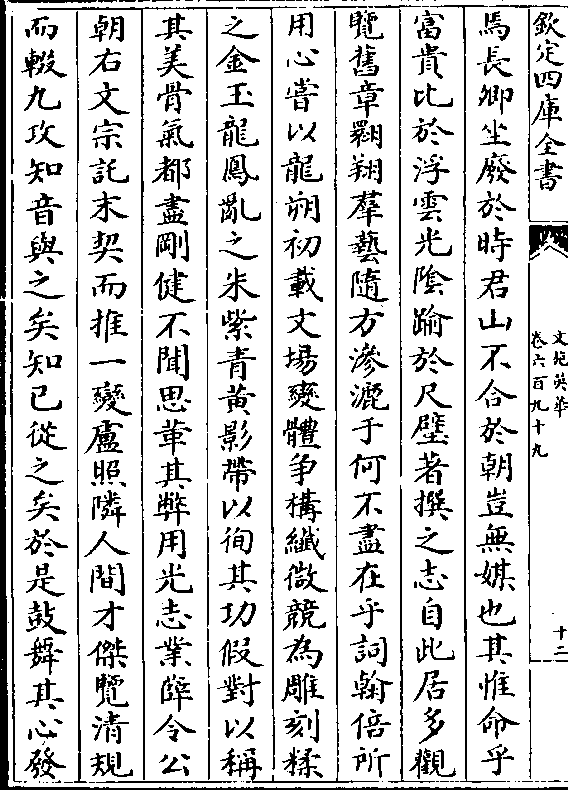 欽定四庫全書
文苑英華
卷六百九十九
十二
馬長卿坐廢於時君山不合於朝豈無媒也其惟命乎
富貴比於浮雲光隂踰於尺璧著撰之志自此居多觀
覽舊章翺翔羣藝隨方滲漉于何不盡在乎詞翰倍所
用心嘗以龍朔初載文場變體争構纎微競為雕刻糅
之金玉龍鳳亂之朱紫青黄影帶以徇其功假對以稱
其美骨氣都盡剛健不聞思革其弊用光志業薛令公
朝右文宗託末契而推一變盧照隣人間才傑覽清規
而輟九攻知音與之矣知已從之矣於是鼓舞其心發